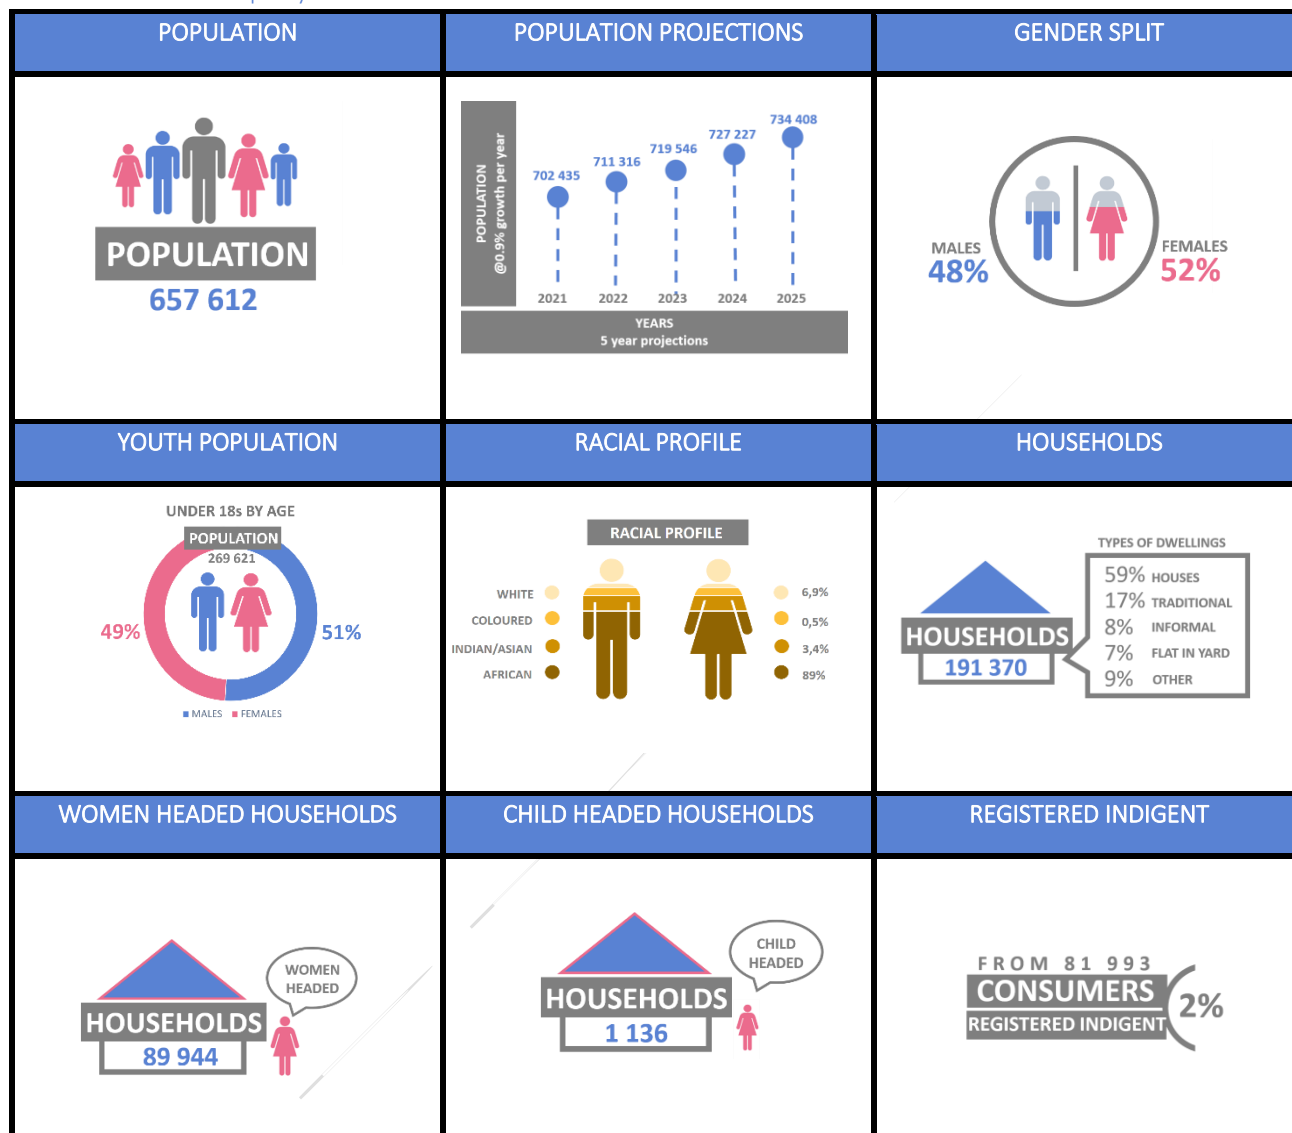 POPULATION
POPULATION PROJECTIONS
GENDER SPLIT
POPULATION
657 612
POPULATION
@0.9% growth per year
702 435
711 316
719 546
727 227
734 408
2021
2022
2023
2024
2025
YEARS
5 year projections
MALES
48%
FEMALES
52%
YOUTH POPULATION
RACIAL PROFILE
HOUSEHOLDS
UNDER 18s BY AGE
POPULATION
269 621
49%
51%
MALES FEMALES
RACIAL PROFILE
WHITE 6,9%
COLOURED 0,5%
INDIAN/ASIAN 3,4%
AFRICAN 89%
HOUSEHOLDS
191 370
TYPES OF DWELLINGS
59% HOUSES
17% TRADITIONAL
8% INFORMAL
7% FLAT IN YARD
9% OTHER
WOMEN HEADED HOUSEHOLDS
CHILD HEADED HOUSEHOLDS
REGISTERED INDIGENT
WOMEN
HEADED
HOUSEHOLDS
89 944
CHILD
HEADED
HOUSEHOLDS
1 136
FROM 81 993
CONSUMERS
REGISTERED INDIGENT
2%